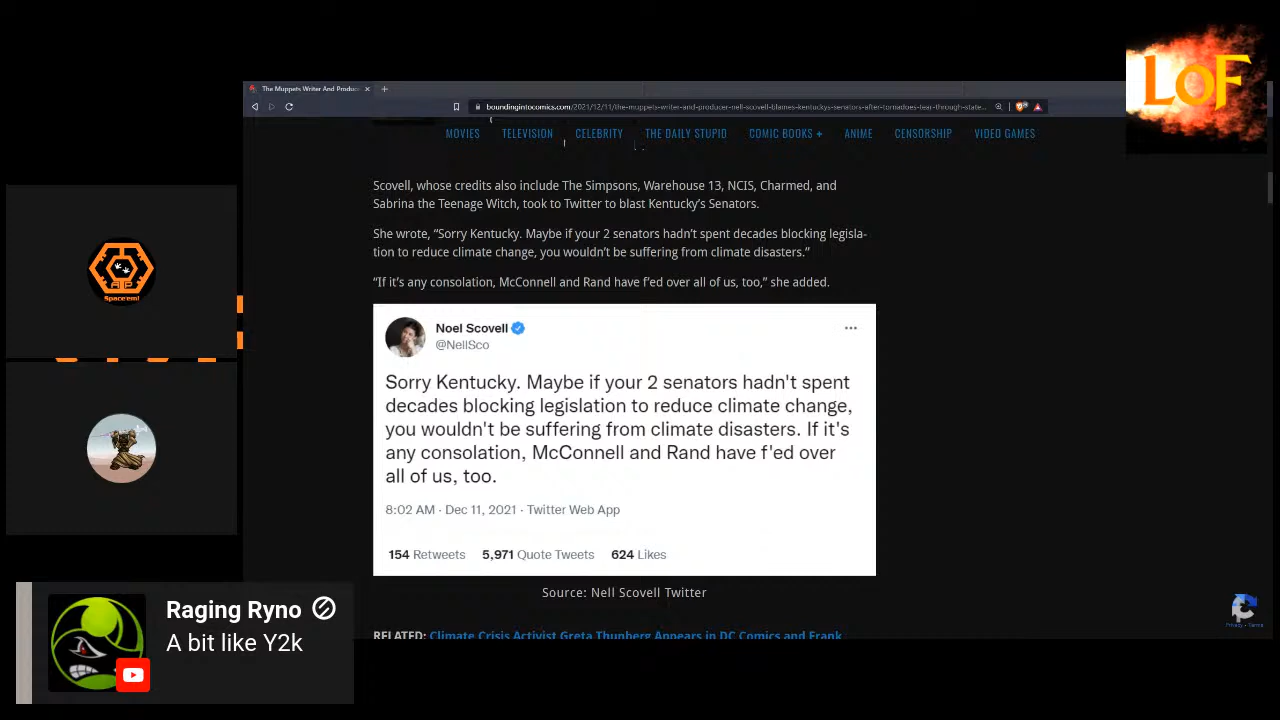 LOF
The Muppets Writer And Produce
boundingintocomics.com/2021/12/11/the-muppets-writer-and-producer-nell-scovell-blames-kentuckys-senators-after-tornadoes-tear-through-state...
MOVIES TELEVISION CELEBRITY THE DAILY STUPID COMIC BOOKS + ANIME CENSORSHIP VIDEO GAMES
Scovell, whose credits also include The Simpsons, Warehouse 13, NCIS, Charmed, and
Sabrina the Teenage Witch, took to Twitter to blast Kentucky's Senators.
She wrote, “Sorry Kentucky. Maybe if your 2 senators hadn't spent decades blocking legisla-
tion to reduce climate change, you wouldn't be suffering from climate disasters.”
“If it's any consolation, McConnell and Rand have f'ed over all of us, too,” she added.
Noel Scovell
@NellSco
Sorry Kentucky. Maybe if your 2 senators hadn't spent
decades blocking legislation to reduce climate change,
you wouldn't be suffering from climate disasters. If it's
any consolation, McConnell and Rand have f'ed over
all of us, too.
8:02 AM · Dec 11, 2021 · Twitter Web App
154 Retweets 5,971 Quote Tweets 624 Likes
Source: Nell Scovell Twitter
RELATED: Climate Crisis Activist Greta Thunberg Appears in DC Comics and Frank
Privacy - Terms
ATP
Space'em!
Raging Ryno
A bit like Y2k